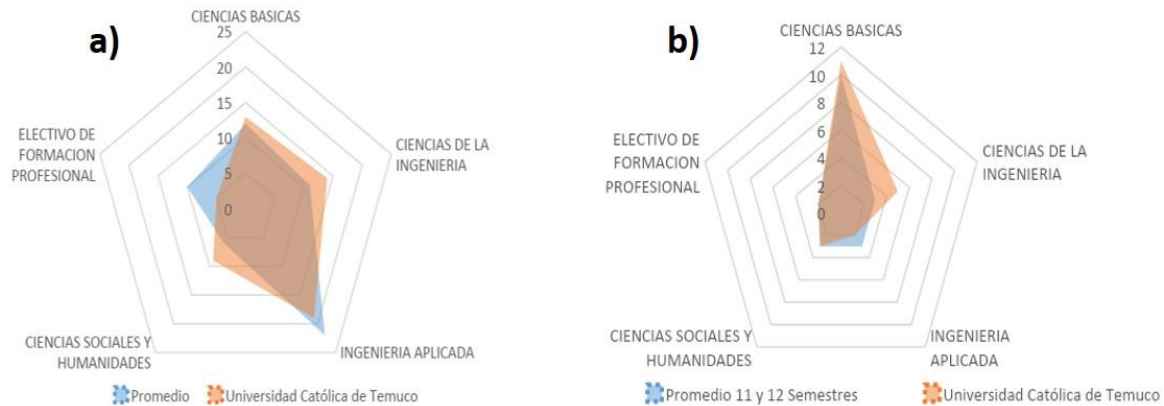 a)
CIENCIAS BASICAS
25
20
15
10
5
0
CIENCIAS DE LA
INGENIERIA
INGENIERIA APLICADA
CIENCIAS SOCIALES Y
HUMANIDADES
ELECTIVO DE
FORMACION
PROFESIONAL
Promedio
Universidad Católica de Temuco
b)
CIENCIAS BASICAS
12
10
8
6
4
2
0
CIENCIAS DE LA
INGENIERIA
INGENIERIA
APLICADA
CIENCIAS SOCIALES Y
HUMANIDADES
ELECTIVO DE
FORMACION
PROFESIONAL
Promedio 11 y 12 Semestres
Universidad Católica de Temuco